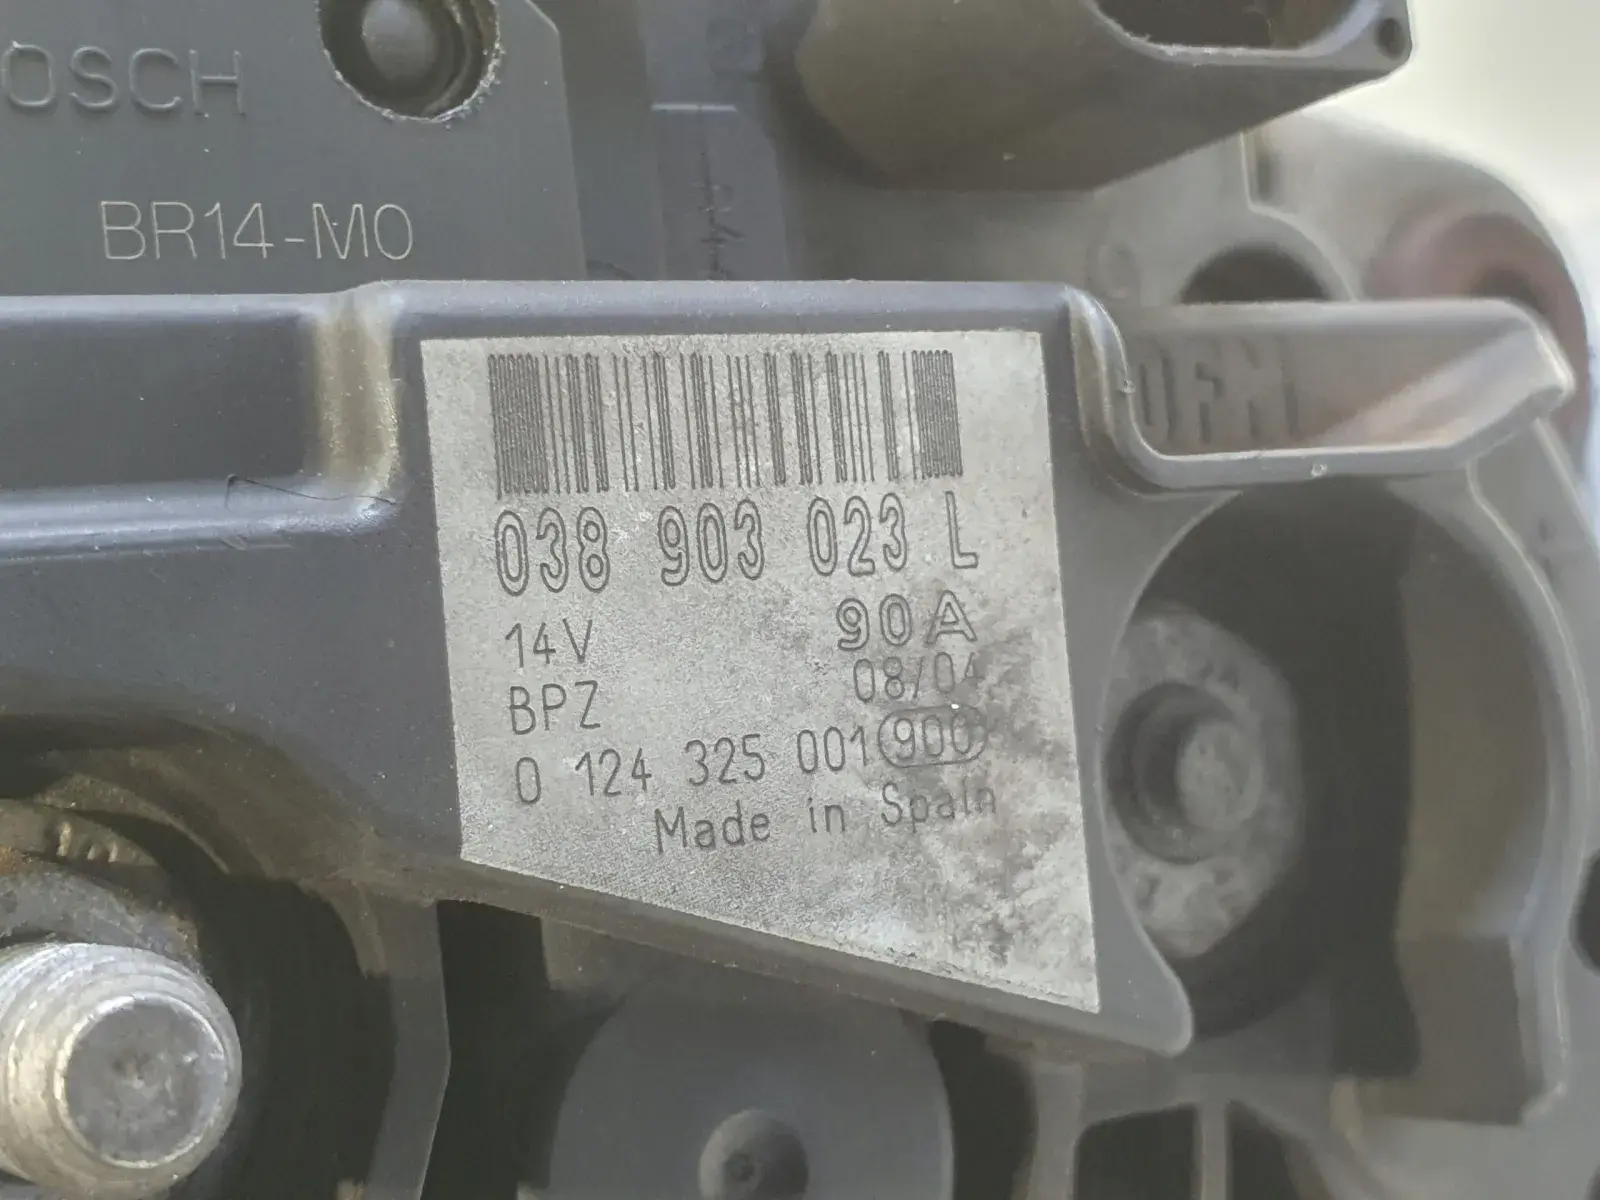 OSCH
BR14-M0
038 903 023 L
14V 90A
BPZ 08/04
0 124 325 001 900
Made in Spain